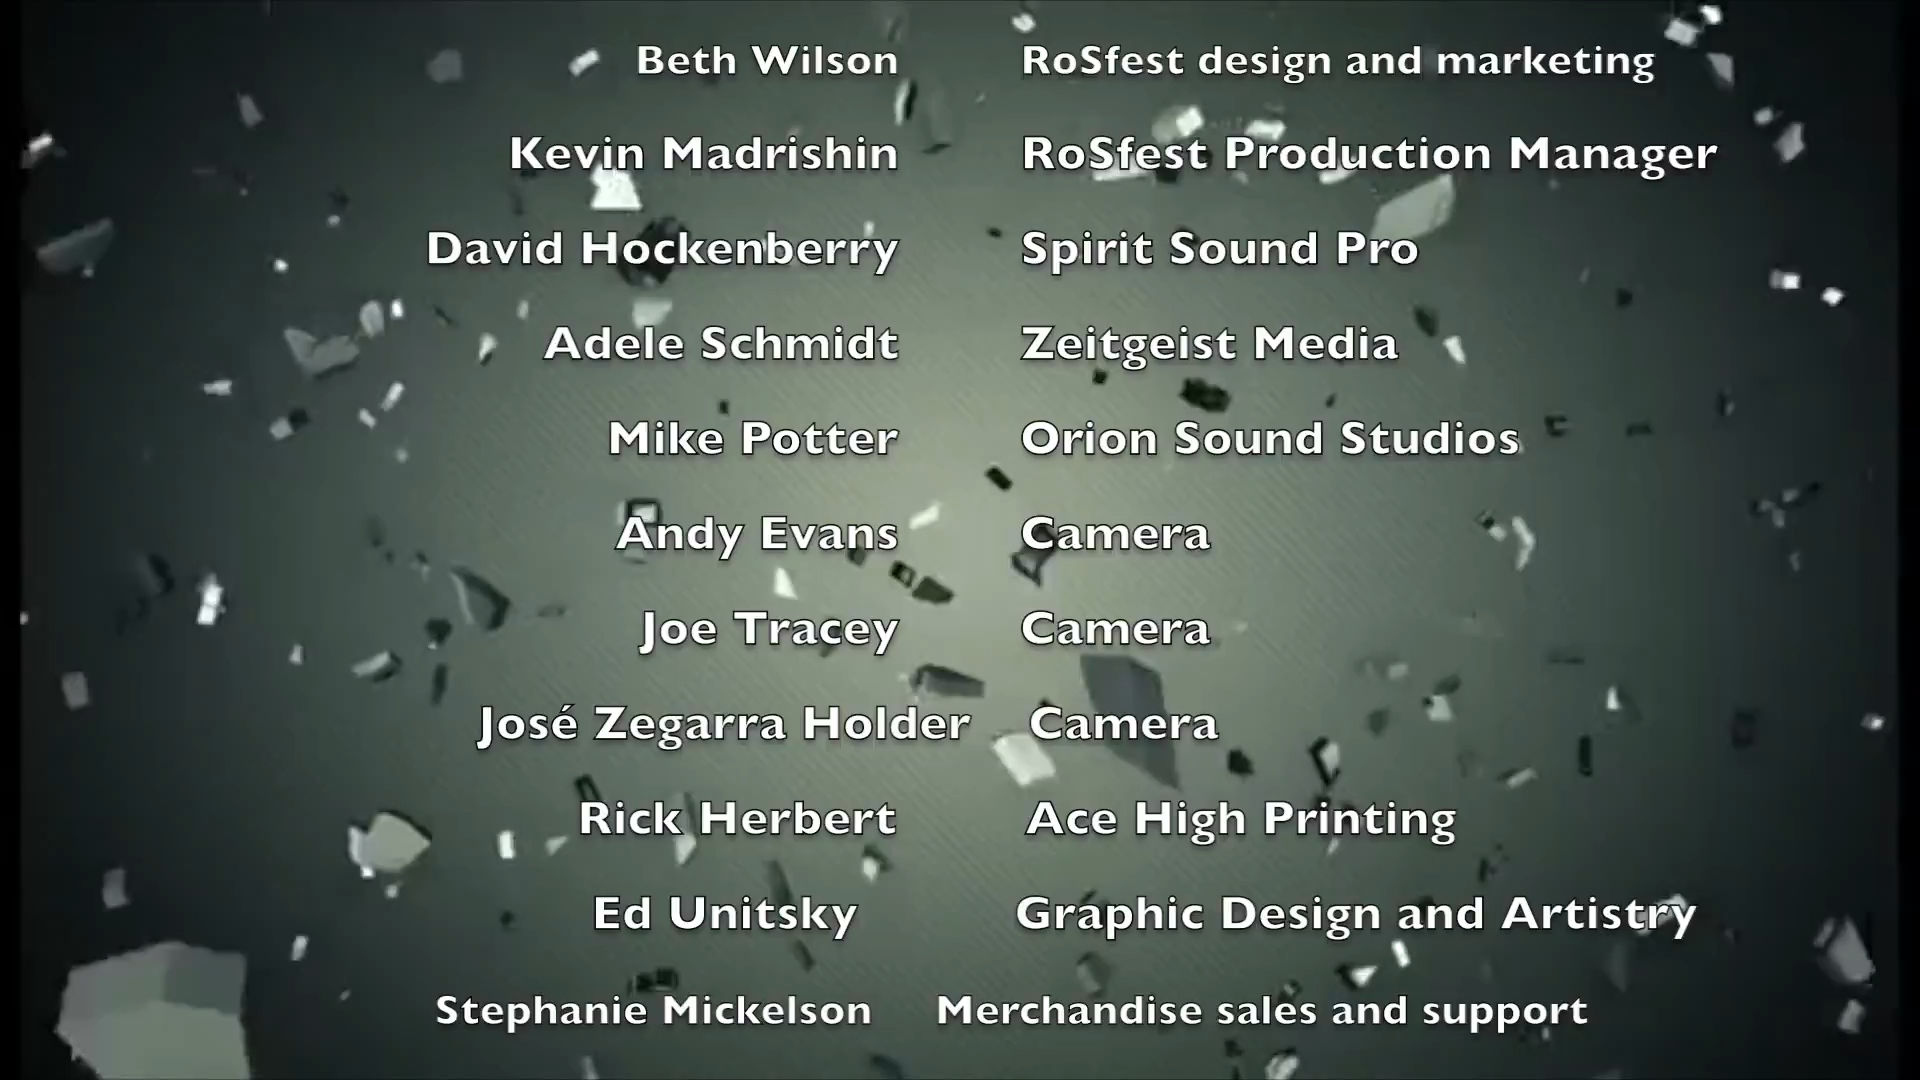 Beth Wilson RoSfest design and marketing
Kevin Madrishin RoSfest Production Manager
David Hockenberry Spirit Sound Pro
Adele Schmidt Zeitgeist Media
Mike Potter Orion Sound Studios
Andy Evans Camera
Joe Tracey Camera
José Zegarra Holder Camera
Rick Herbert Ace High Printing
Ed Unitsky Graphic Design and Artistry
Stephanie Mickelson Merchandise sales and support